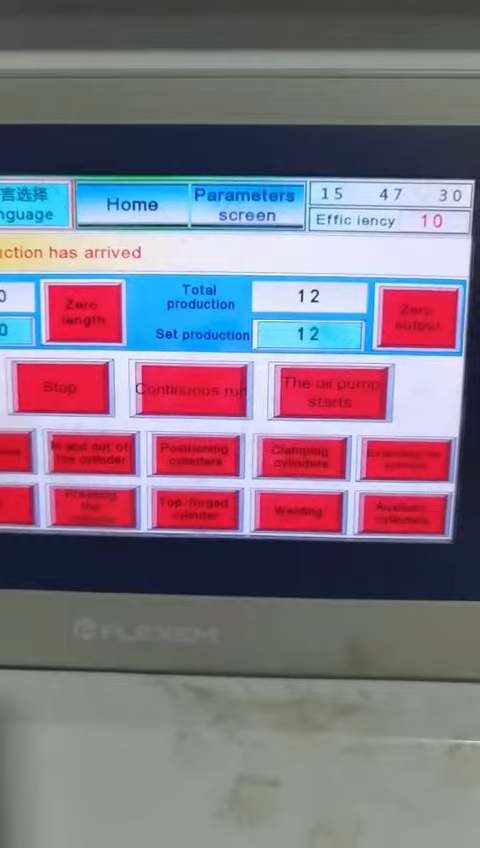 言选择
nguage
Home
Parameters
screen
15 47 30
Effic iency 10
ction has arrived
0
Zero
length
Total
production
12
Zero
output
0
Set production
12
Stop
Continuous run
The oil pump
starts
In and out of
the cylinder
Positioning
cylinders
Clamping
cylinders
Pressing
the
Top-forged
cylinder
Welding
Auxiliary
cylinders
FLEXEM